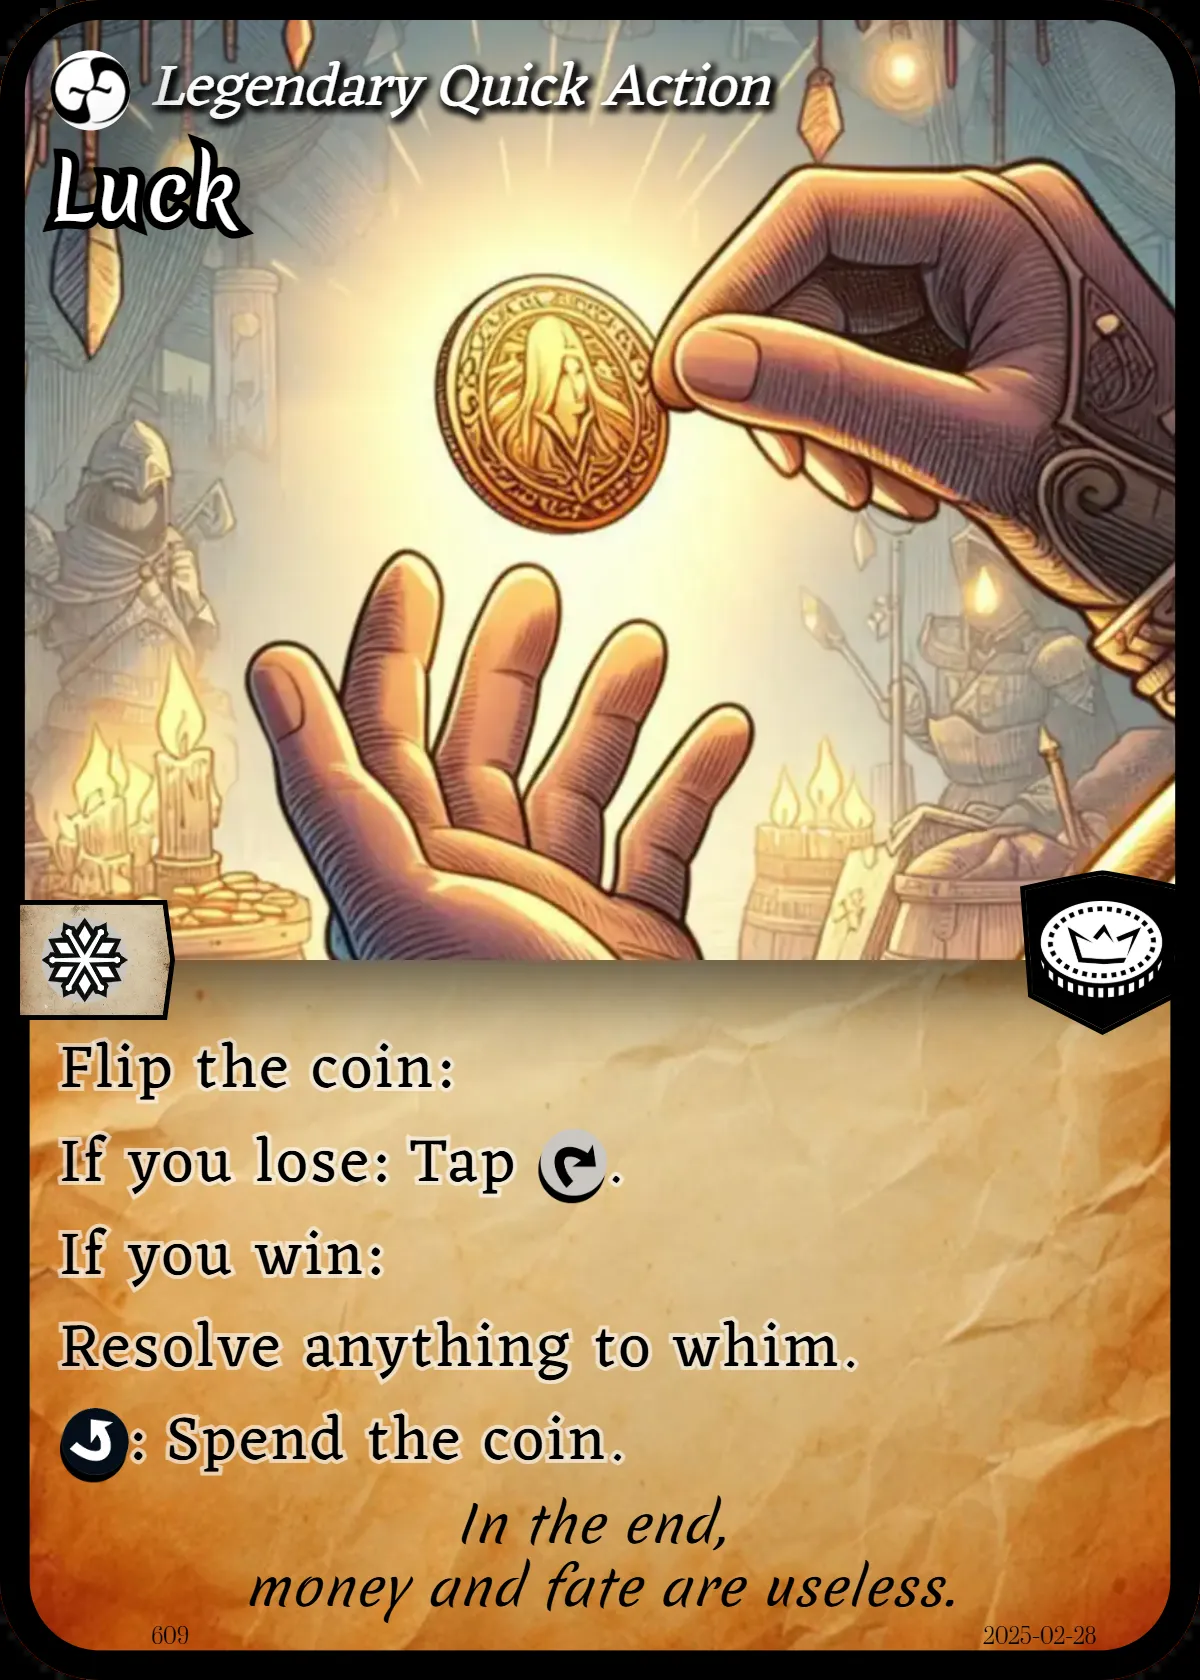 Legendary Quick Action
Luck
Flip the coin:
If you lose: Tap .
If you win:
Resolve anything to whim.
: Spend the coin.
In the end,
money and fate are useless.
609
2025-02-28